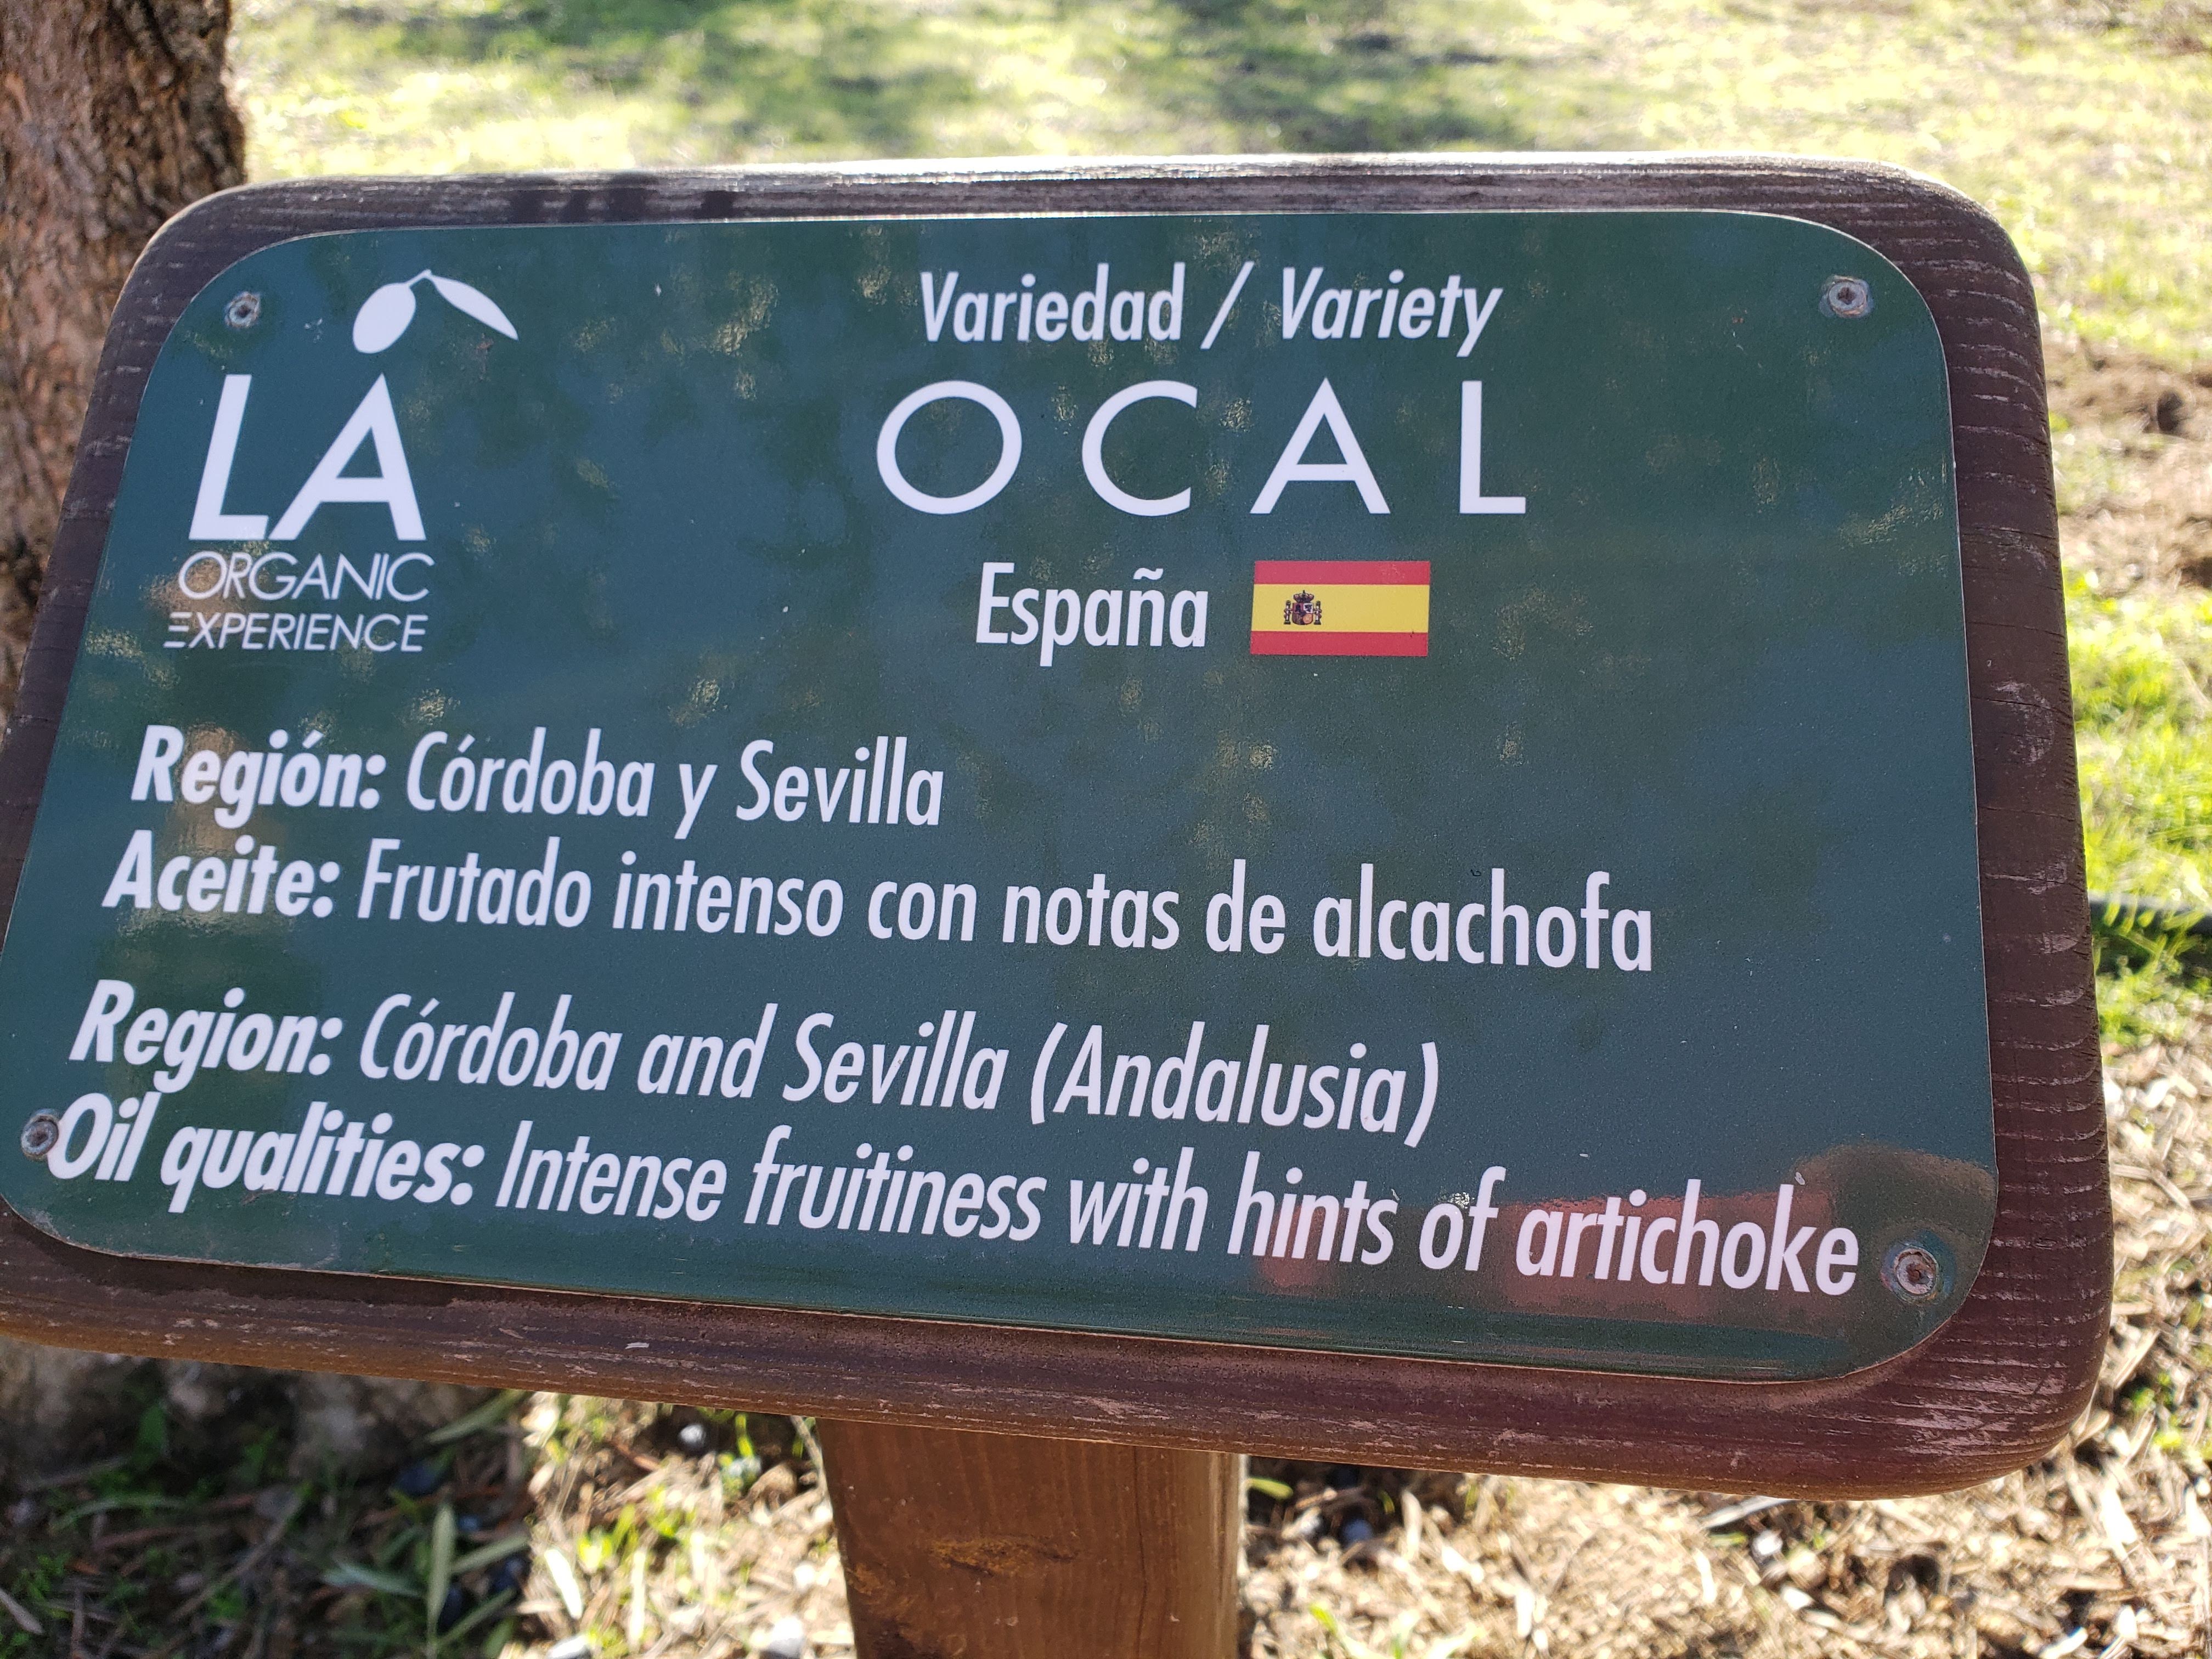 LA
ORGANIC
EXPERIENCE
Variedad / Variety
OCAL
España
Región: Córdoba y Sevilla
Aceite: Frutado intenso con notas de alcachofa
Region: Córdoba and Sevilla (Andalusia)
Oil qualities: Intense fruitiness with hints of artichoke